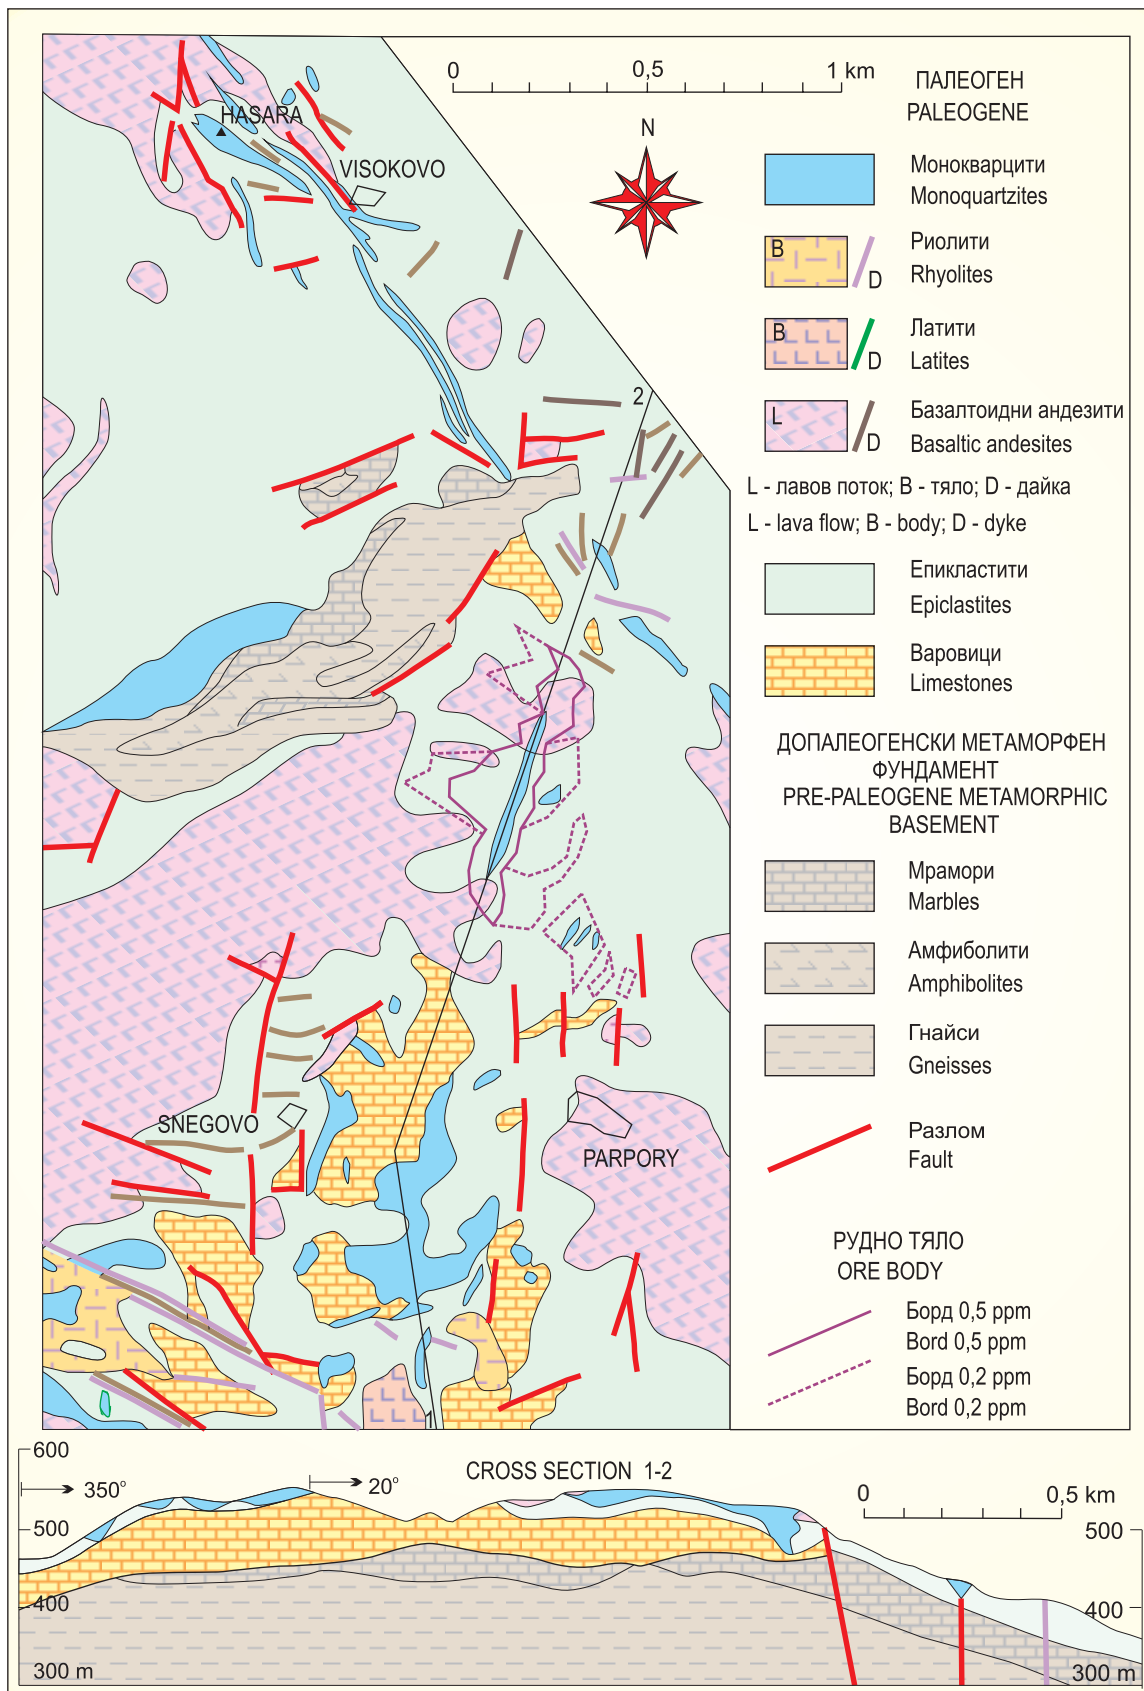 0 0,5 1 km
N
HASARA
VISOKOVO
2
SNEGOVO
PARPORY
1
ПАЛЕОГЕН
PALEOGENE
Монокварцити
Monoquartzites
B
D
Риолити
Rhyolites
B
D
Латити
Latites
L
D
Базалтоидни андезити
Basaltic andesites
L - лавов поток; B - тяло; D - дайка
L - lava flow; B - body; D - dyke
Епикластити
Epiclastites
Варовици
Limestones
ДОПАЛЕОГЕНСКИ МЕТАМОРФЕН
ФУНДАМЕНТ
PRE-PALEOGENE METAMORPHIC
BASEMENT
Мрамори
Marbles
Амфиболити
Amphibolites
Гнайси
Gneisses
Разлом
Fault
РУДНО ТЯЛО
ORE BODY
Борд 0,5 ppm
Bord 0,5 ppm
Борд 0,2 ppm
Bord 0,2 ppm
CROSS SECTION 1-2
600
350°
20°
0 0,5 km
500
500
400
400
300 m
300 m